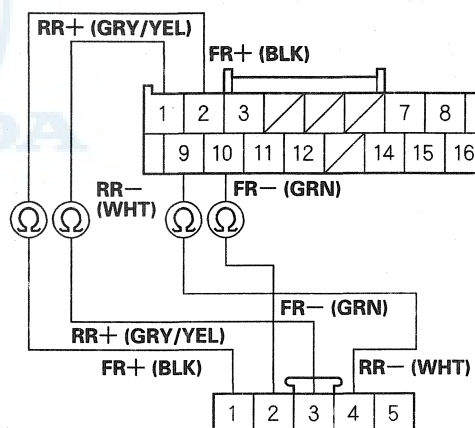 RR+ (GRY/YEL)
FR+ (BLK)
1 2 3 7 8
9 10 11 12 14 15 16
RR− (WHT)
FR− (GRN)
Ω Ω Ω Ω
FR− (GRN)
RR+ (GRY/YEL)
FR+ (BLK)
RR− (WHT)
1 2 3 4 5